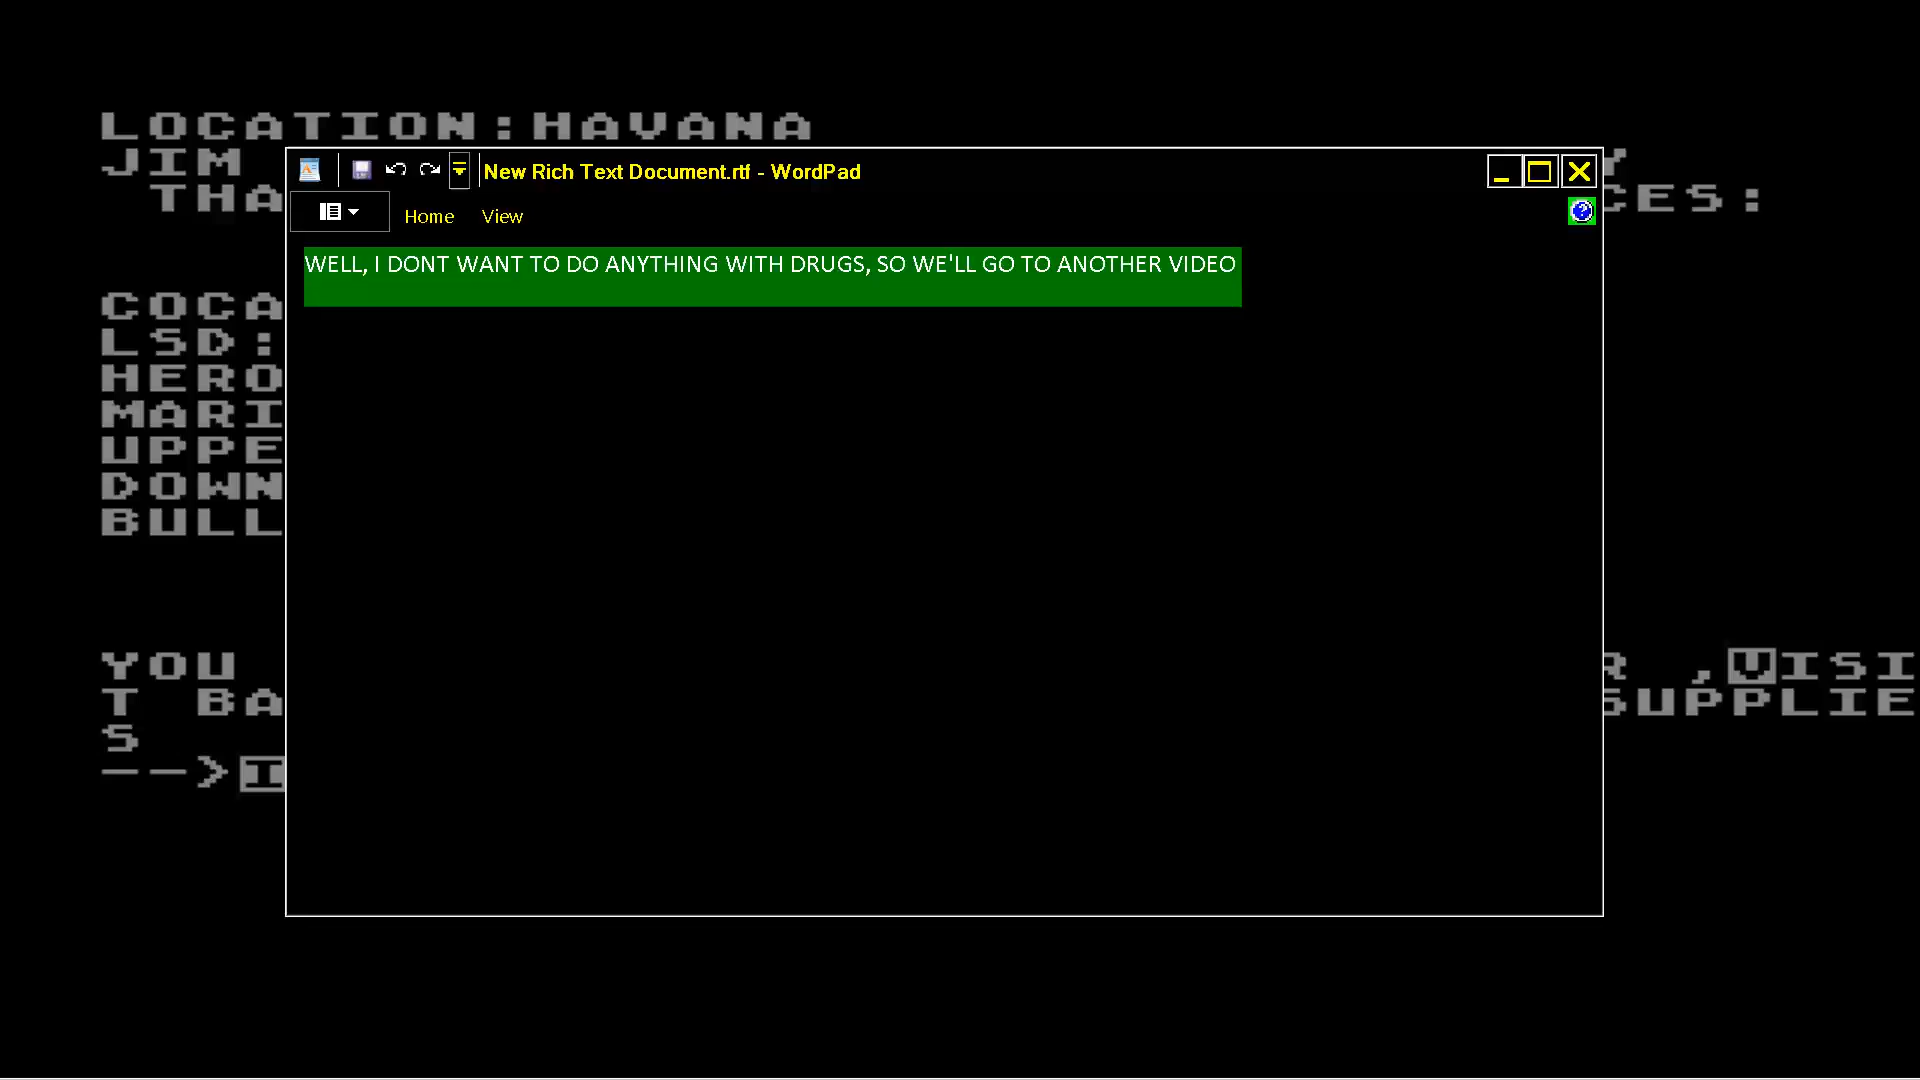 LOCATION:HAVANA
JIM
THA
CES:
New Rich Text Document.rtf - WordPad
Home View
WELL, I DONT WANT TO DO ANYTHING WITH DRUGS, SO WE'LL GO TO ANOTHER VIDEO
COCA
LSD:
HERO
MARI
UPPE
DOWN
BULL
YOU R ,VISI
T BA SUPPLIE
S
-->I